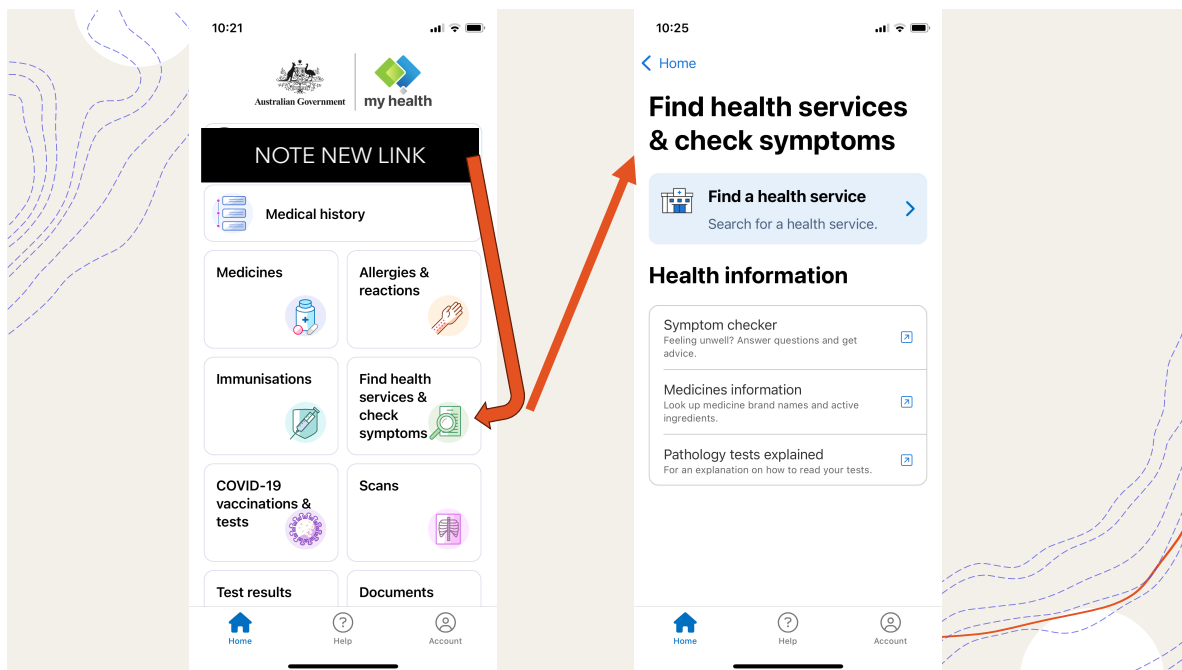 10:21
Australian Government
my health
NOTE NEW LINK
Medical history
Medicines
Allergies &
reactions
Immunisations
Find health
services &
check
symptoms
COVID-19
vaccinations &
tests
Scans
Test results
Documents
Home
Help
Account
10:25
Home
Find health services
& check symptoms
Find a health service
Search for a health service.
Health information
Symptom checker
Feeling unwell? Answer questions and get
advice.
Medicines information
Look up medicine brand names and active
ingredients.
Pathology tests explained
For an explanation on how to read your tests.
Home
Help
Account